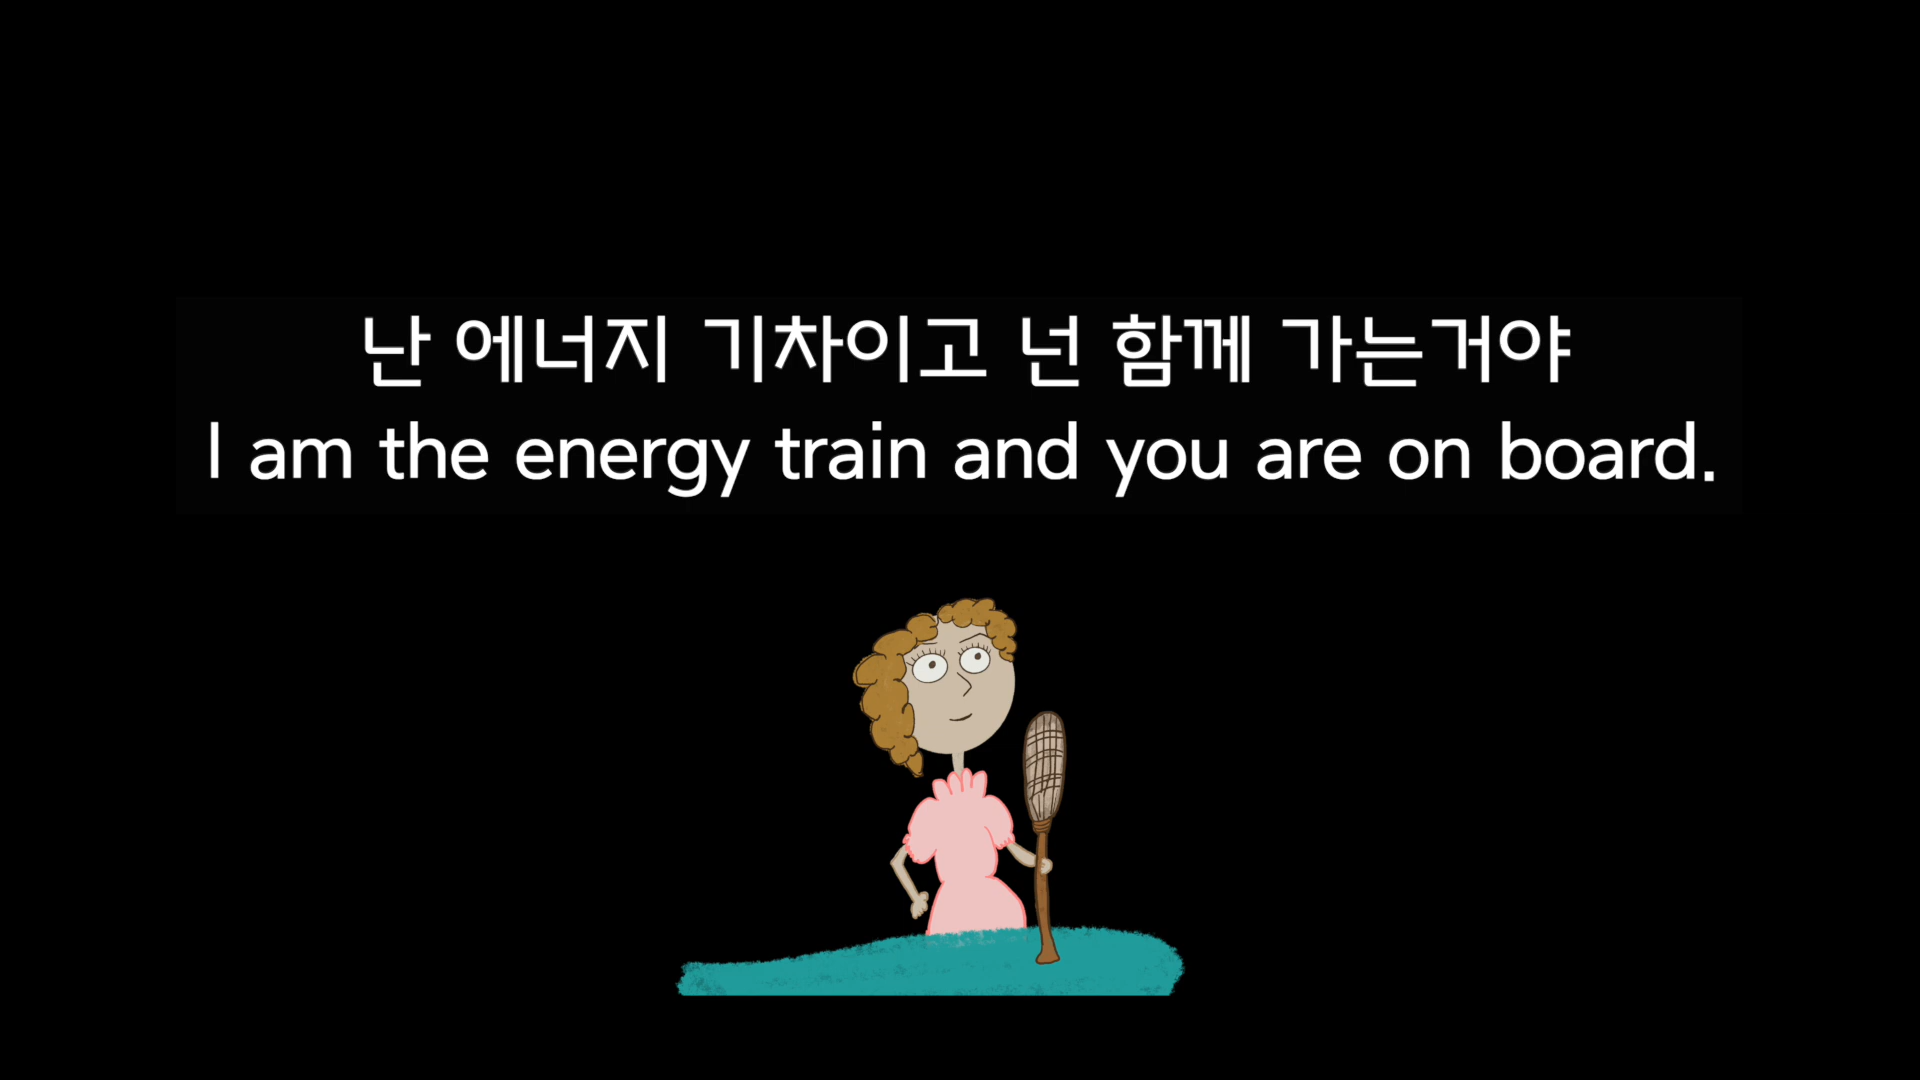 난 에너지 기차이고 넌 함께 가는거야
I am the energy train and you are on board.